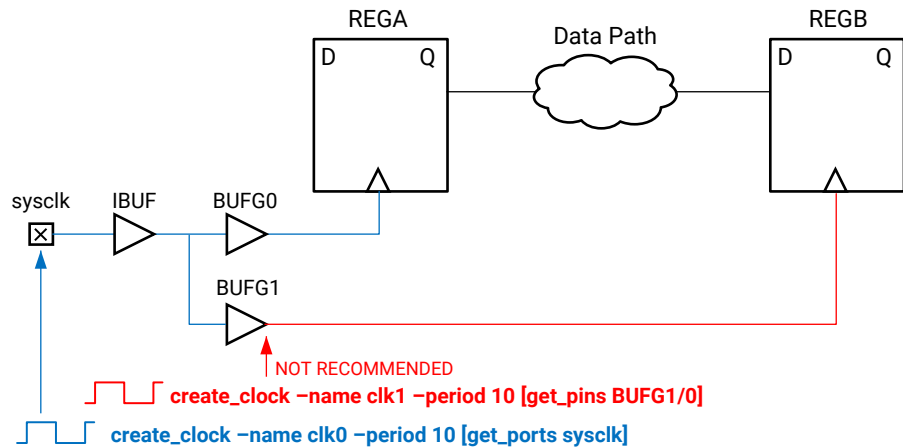 REGA
REGB
Data Path
D
Q
D
Q
sysclk
IBUF
BUFG0
BUFG1
NOT RECOMMENDED
create_clock –name clk1 –period 10 [get_pins BUFG1/0]
create_clock –name clk0 –period 10 [get_ports sysclk]